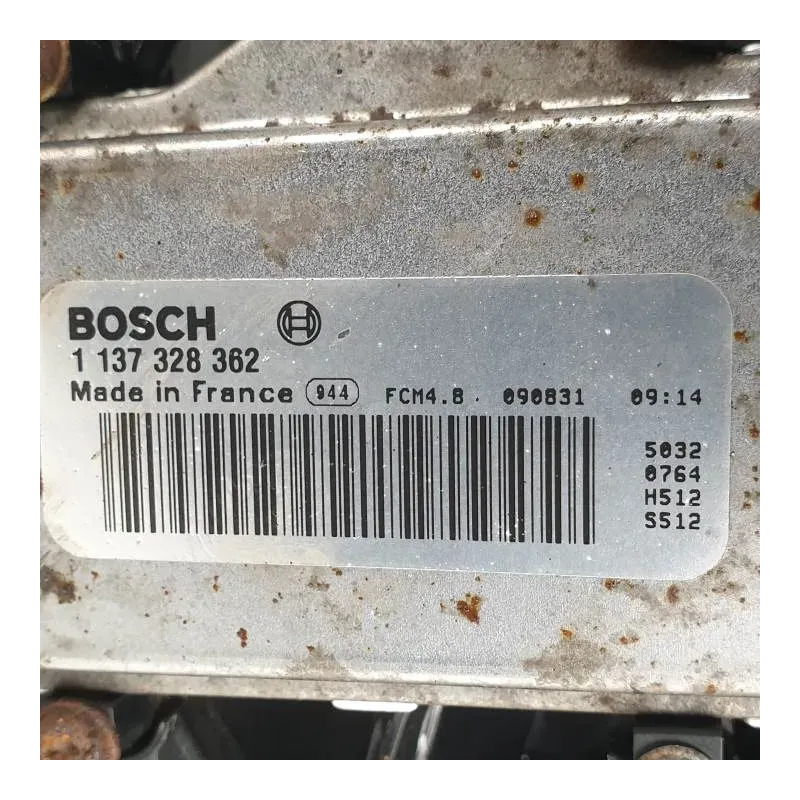 BOSCH
1 137 328 362
Made in France 944 FCM4.8. 090831 09:14
5032
0764
H512
S512